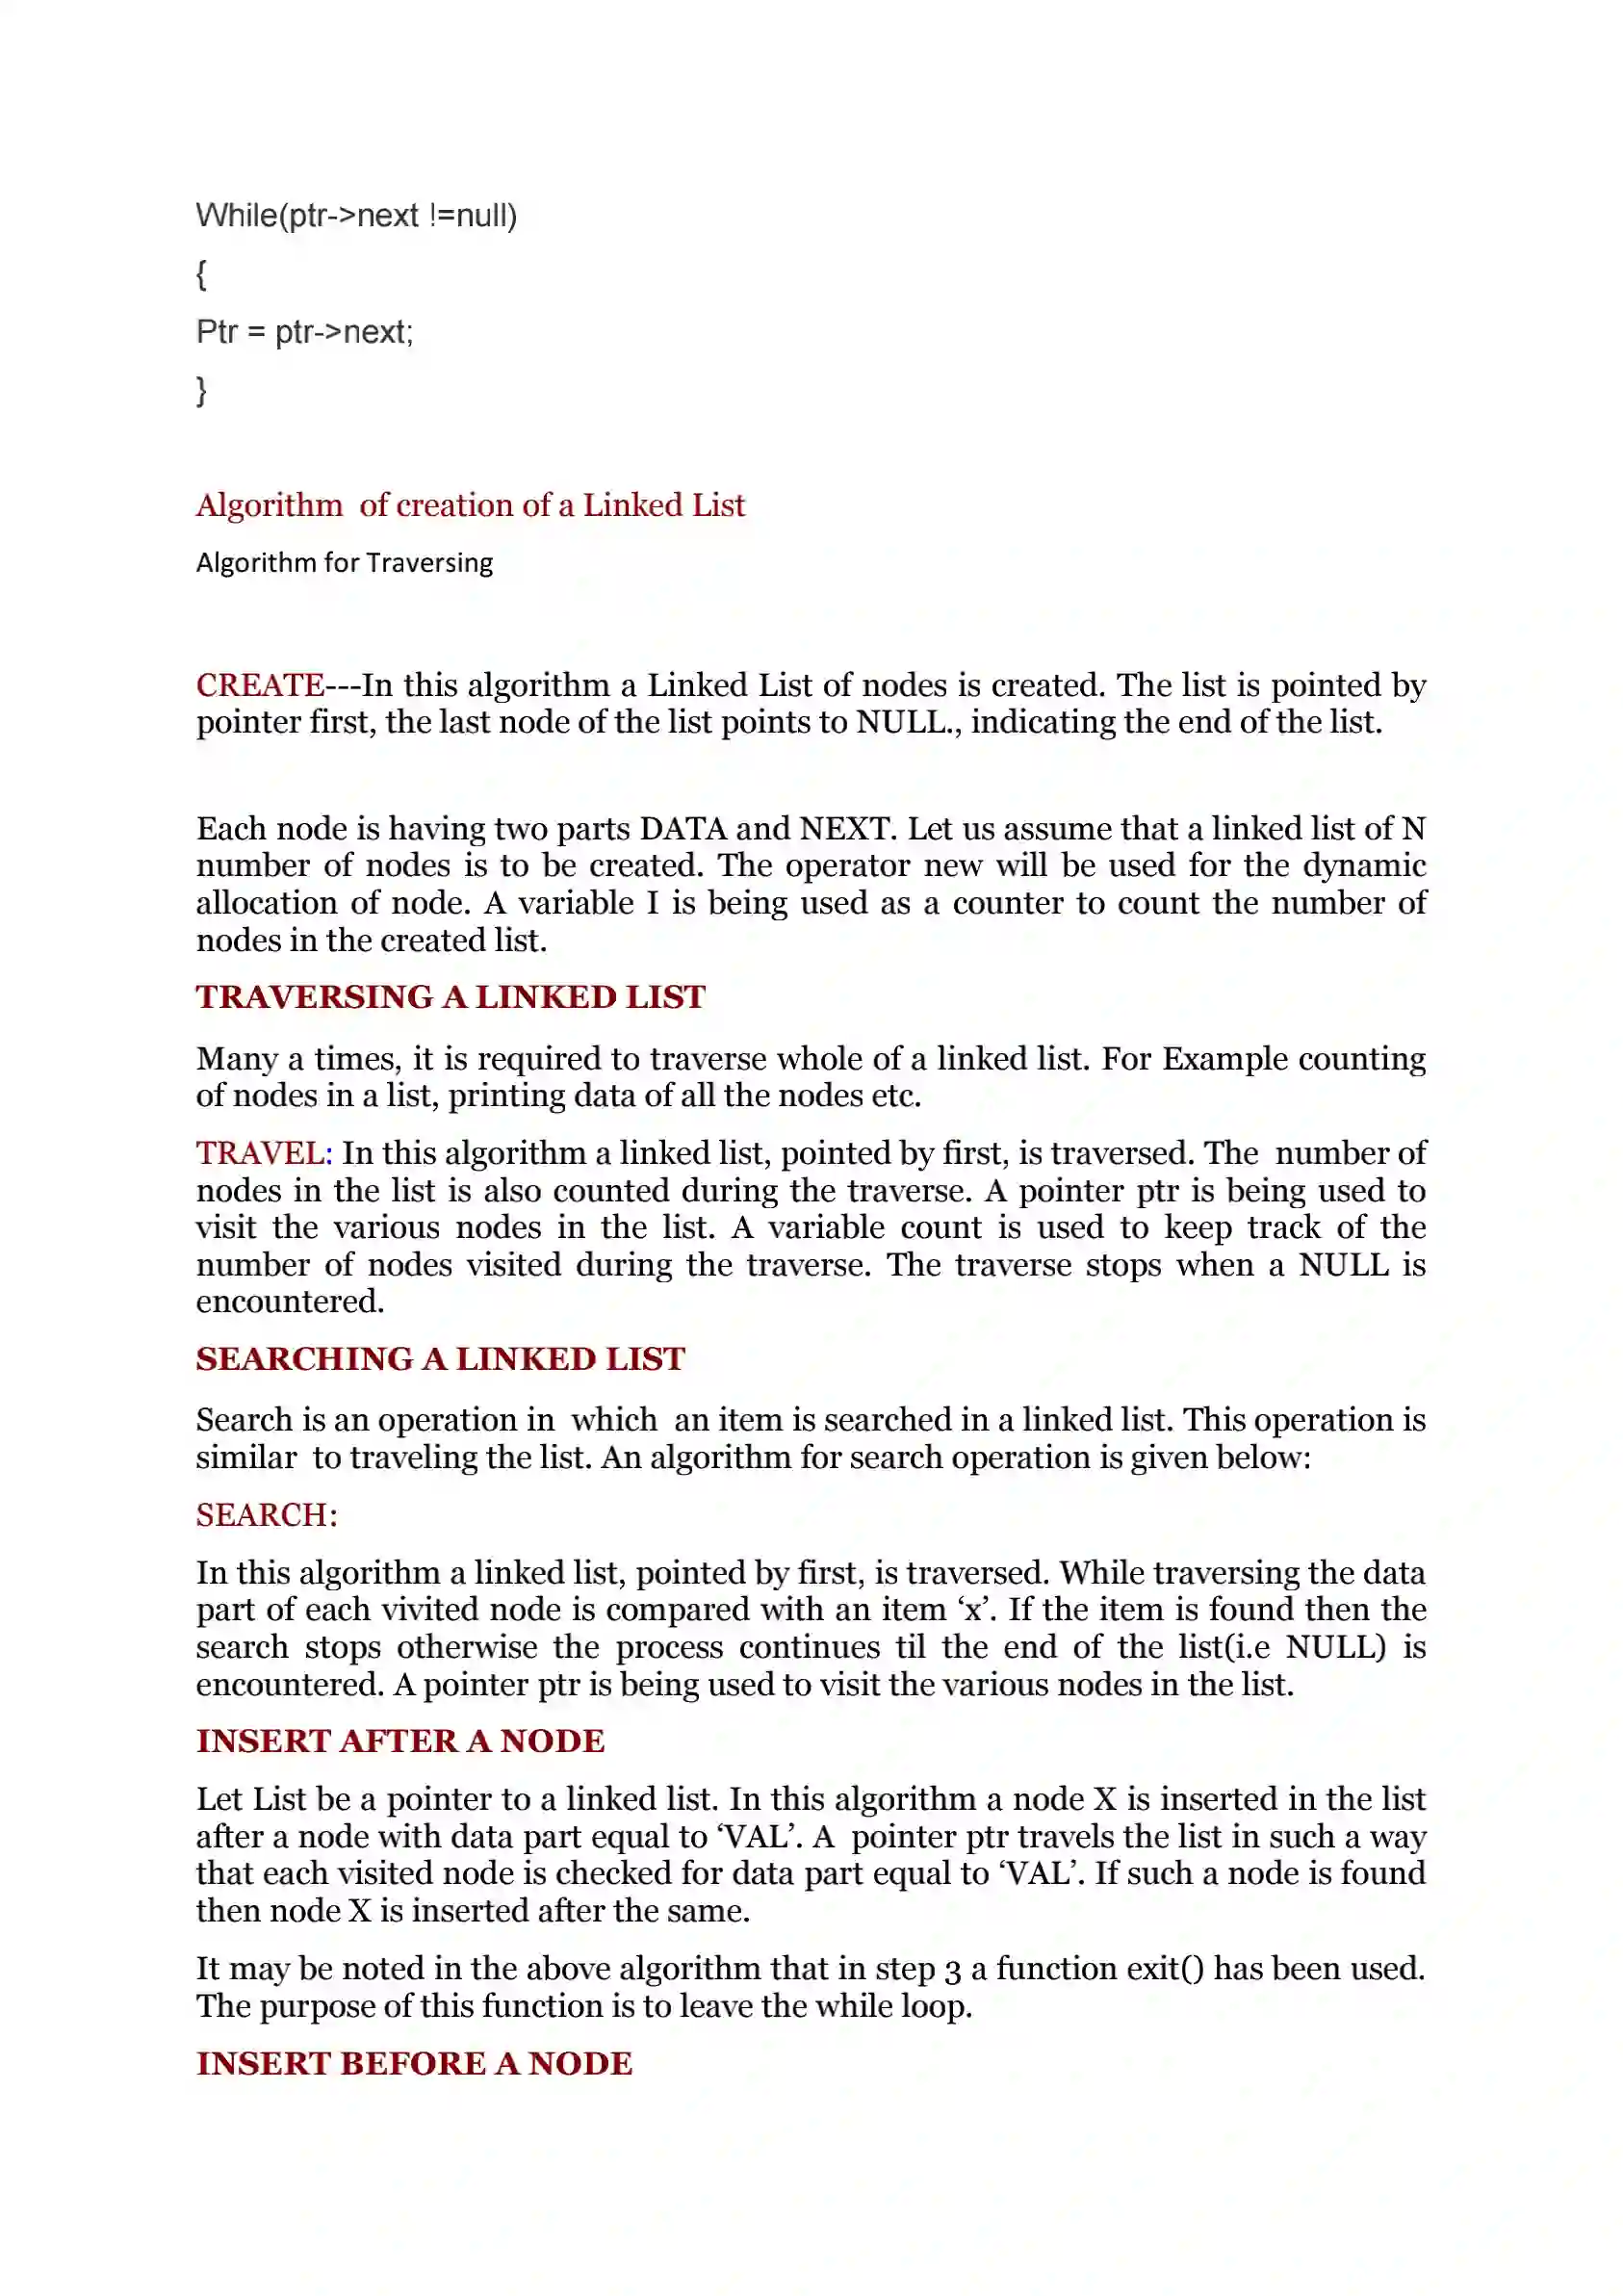 While(ptr->next !=null)
{
Ptr = ptr->next;
}
Algorithm  of creation of a Linked List
Algorithm for Traversing
CREATE---In this algorithm a Linked List of nodes is created. The list is pointed by
pointer first, the last node of the list points to NULL., indicating the end of the list.
Each node is having two parts DATA and NEXT. Let us assume that a linked list of N
number of nodes is to be created. The operator new will be used for the dynamic
allocation of node. A variable I is being used as a counter to count the number of
nodes in the created list.
TRAVERSING A LINKED LIST
Many a times, it is required to traverse whole of a linked list. For Example counting
of nodes in a list, printing data of all the nodes etc.
TRAVEL: In this algorithm a linked list, pointed by first, is traversed. The  number of
nodes in the list is also counted during the traverse. A pointer ptr is being used to
visit the various nodes in the list. A variable count is used to keep track of the
number of nodes visited during the traverse. The traverse stops when a NULL is
encountered.
SEARCHING A LINKED LIST
Search is an operation in  which  an item is searched in a linked list. This operation is
similar  to traveling the list. An algorithm for search operation is given below:
SEARCH:
In this algorithm a linked list, pointed by first, is traversed. While traversing the data
part of each vivited node is compared with an item ‘x’. If the item is found then the
search stops otherwise the process continues til the end of the list(i.e NULL) is
encountered. A pointer ptr is being used to visit the various nodes in the list.
INSERT AFTER A NODE
Let List be a pointer to a linked list. In this algorithm a node X is inserted in the list
after a node with data part equal to ‘VAL’. A  pointer ptr travels the list in such a way
that each visited node is checked for data part equal to ‘VAL’. If such a node is found
then node X is inserted after the same.
It may be noted in the above algorithm that in step 3 a function exit() has been used.
The purpose of this function is to leave the while loop.
INSERT BEFORE A NODE